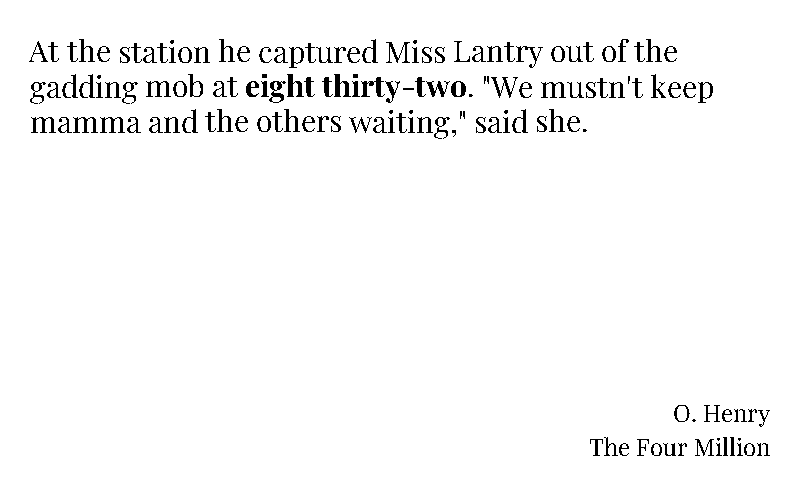 At the station he captured Miss Lantry out of the
gadding mob at eight thirty-two. "We mustn't keep
mamma and the others waiting," said she.
O. Henry
The Four Million